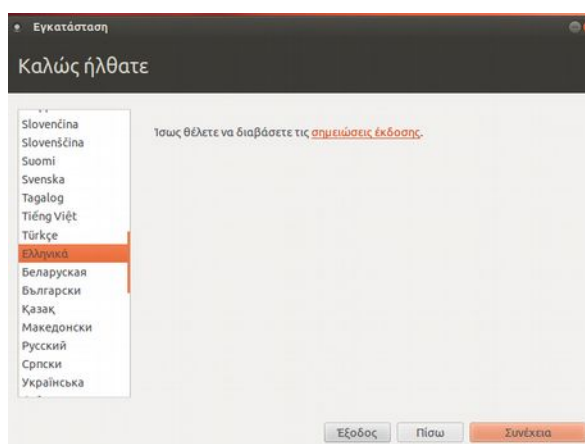 Εγκατάσταση
Καλώς ήλθατε
Slovenčina
Slovenščina
Suomi
Svenska
Tagalog
Tiếng Việt
Türkçe
Ελληνικά
Беларуская
Български
Қазақ
Македонски
Русский
Српски
Українська
Ίσως θέλετε να διαβάσετε τις σημειώσεις έκδοσης.
Έξοδος Πίσω Συνέχεια